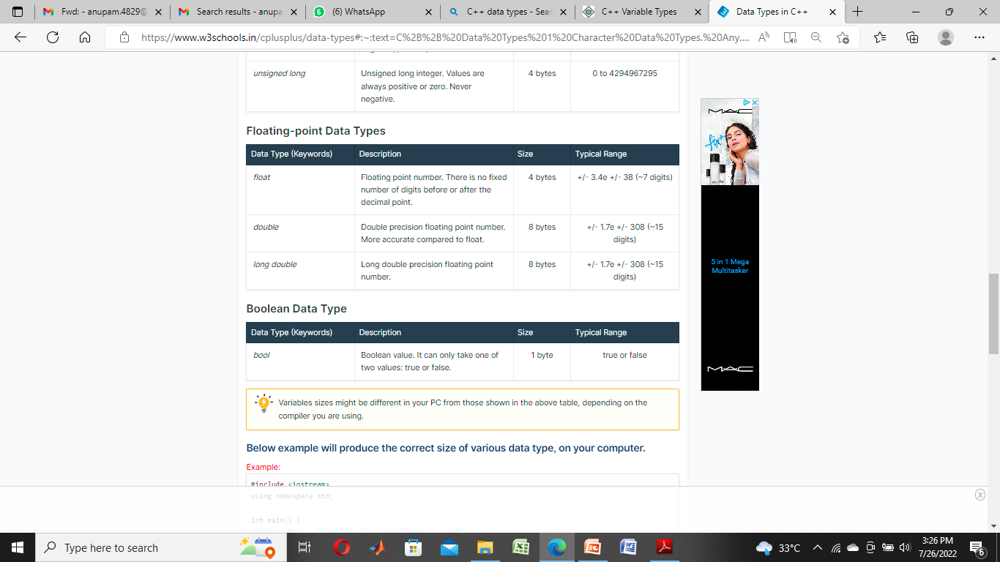 Fwd: - anupam.4829@
Search results - anupa
(6) WhatsApp
C++ data types - Sear
C++ Variable Types
Data Types in C++
https://www.w3schools.in/cplusplus/data-types#:~:text=C%2B%2B%20Data%20Types%201%20Character%20Data%20Types.%20Any,...
unsigned long
Unsigned long integer. Values are
always positive or zero. Never
negative.
4 bytes
0 to 4294967295
Floating-point Data Types
Data Type (Keywords) Description Size Typical Range
float
Floating point number. There is no fixed
number of digits before or after the
decimal point.
4 bytes
+/- 3.4e +/- 38 (~7 digits)
double
Double precision floating point number.
More accurate compared to float.
8 bytes
+/- 1.7e +/- 308 (~15
digits)
long double
Long double precision floating point
number.
8 bytes
+/- 1.7e +/- 308 (~15
digits)
Boolean Data Type
Data Type (Keywords) Description Size Typical Range
bool
Boolean value. It can only take one of
two values: true or false.
1 byte
true or false
Variables sizes might be different in your PC from those shown in the above table, depending on the
compiler you are using.
Below example will produce the correct size of various data type, on your computer.
Example:
#include <iostream>
using namespace std;
int main() {
MAC
fix+
5 in 1 Mega
Multitasker
MAC
Type here to search
33°C
3:26 PM
7/26/2022
6